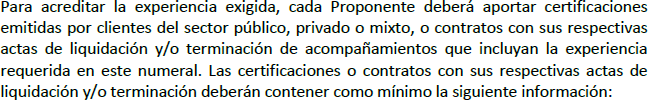 Para acreditar la experiencia exigida, cada Proponente deberá aportar certificaciones
emitidas por clientes del sector público, privado o mixto, o contratos con sus respectivas
actas de liquidación y/o terminación de acompañamientos que incluyan la experiencia
requerida en este numeral. Las certificaciones o contratos con sus respectivas actas de
liquidación y/o terminación deberán contener como mínimo la siguiente información: